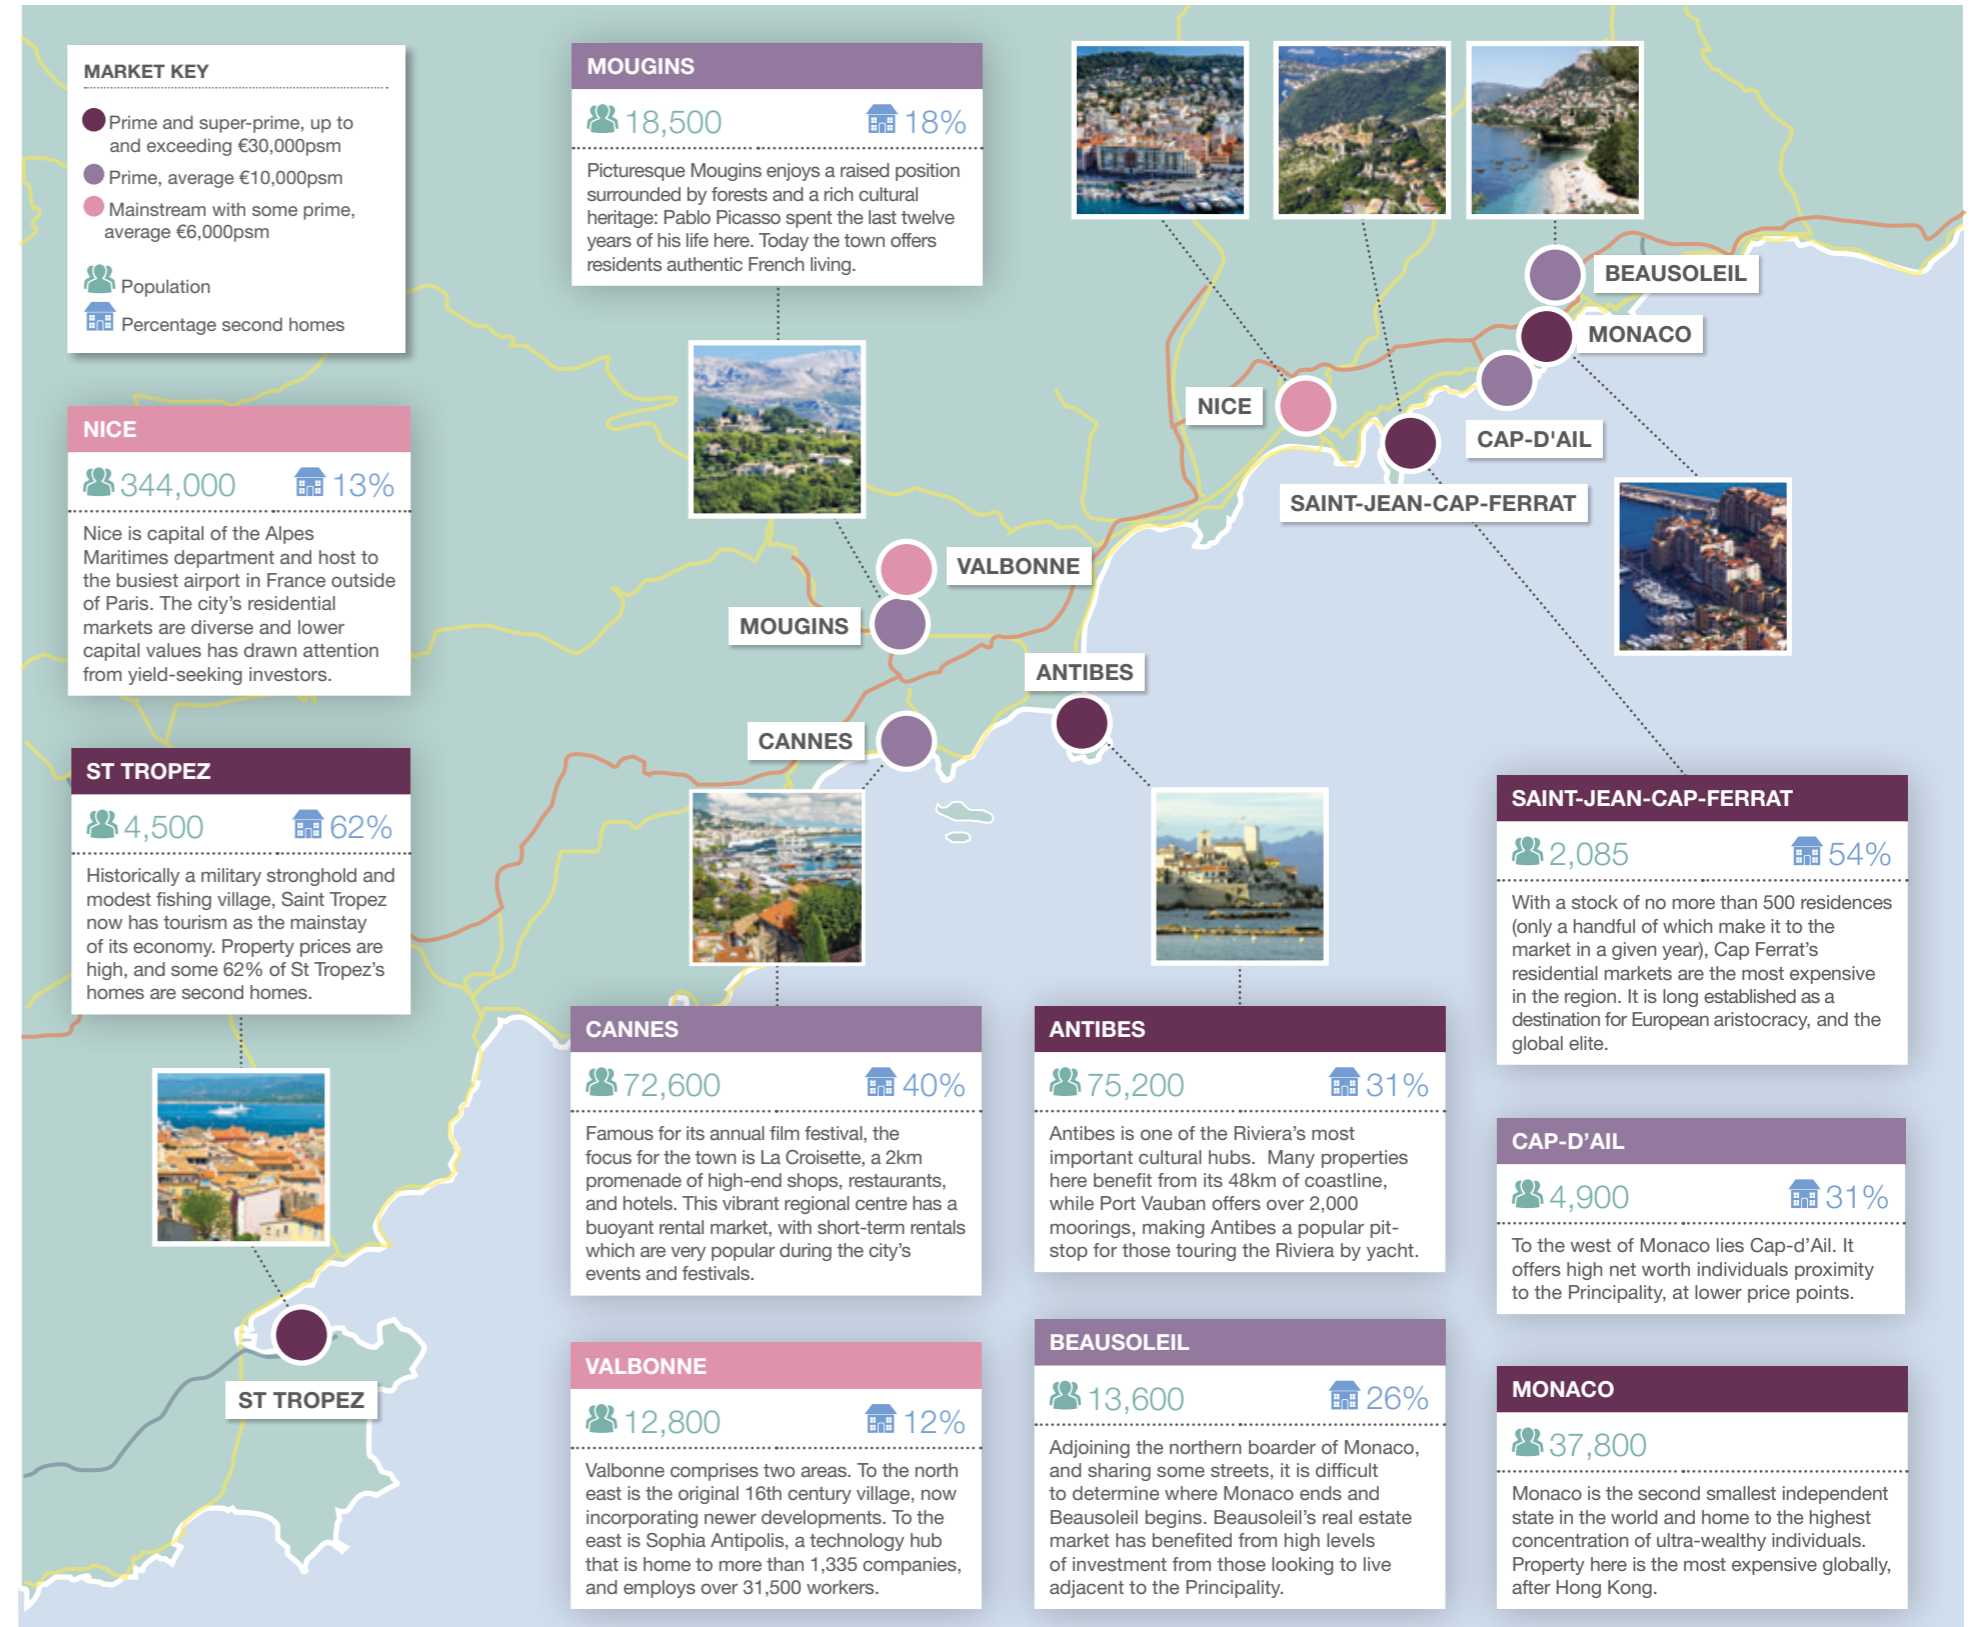 MARKET KEY
Prime and super-prime, up to
and exceeding €30,000psm
Prime, average €10,000psm
Mainstream with some prime,
average €6,000psm
Population
Percentage second homes
MOUGINS
18,500 18%
Picturesque Mougins enjoys a raised position
surrounded by forests and a rich cultural
heritage: Pablo Picasso spent the last twelve
years of his life here. Today the town offers
residents authentic French living.
BEAUSOLEIL
MONACO
NICE
CAP-D'AIL
SAINT-JEAN-CAP-FERRAT
VALBONNE
MOUGINS
ANTIBES
CANNES
NICE
344,000 13%
Nice is capital of the Alpes
Maritimes department and host to
the busiest airport in France outside
of Paris. The city’s residential
markets are diverse and lower
capital values has drawn attention
from yield-seeking investors.
ST TROPEZ
4,500 62%
Historically a military stronghold and
modest fishing village, Saint Tropez
now has tourism as the mainstay
of its economy. Property prices are
high, and some 62% of St Tropez’s
homes are second homes.
ST TROPEZ
CANNES
72,600 40%
Famous for its annual film festival, the
focus for the town is La Croisette, a 2km
promenade of high-end shops, restaurants,
and hotels. This vibrant regional centre has a
buoyant rental market, with short-term rentals
which are very popular during the city’s
events and festivals.
VALBONNE
12,800 12%
Valbonne comprises two areas. To the north
east is the original 16th century village, now
incorporating newer developments. To the
east is Sophia Antipolis, a technology hub
that is home to more than 1,335 companies,
and employs over 31,500 workers.
ANTIBES
75,200 31%
Antibes is one of the Riviera’s most
important cultural hubs.  Many properties
here benefit from its 48km of coastline,
while Port Vauban offers over 2,000
moorings, making Antibes a popular pit-
stop for those touring the Riviera by yacht.
BEAUSOLEIL
13,600 26%
Adjoining the northern boarder of Monaco,
and sharing some streets, it is difficult
to determine where Monaco ends and
Beausoleil begins. Beausoleil’s real estate
market has benefited from high levels
of investment from those looking to live
adjacent to the Principality.
SAINT-JEAN-CAP-FERRAT
2,085 54%
With a stock of no more than 500 residences
(only a handful of which make it to the
market in a given year), Cap Ferrat’s
residential markets are the most expensive
in the region. It is long established as a
destination for European aristocracy, and the
global elite.
CAP-D’AIL
4,900 31%
To the west of Monaco lies Cap-d’Ail. It
offers high net worth individuals proximity
to the Principality, at lower price points.
MONACO
37,800
Monaco is the second smallest independent
state in the world and home to the highest
concentration of ultra-wealthy individuals.
Property here is the most expensive globally,
after Hong Kong.